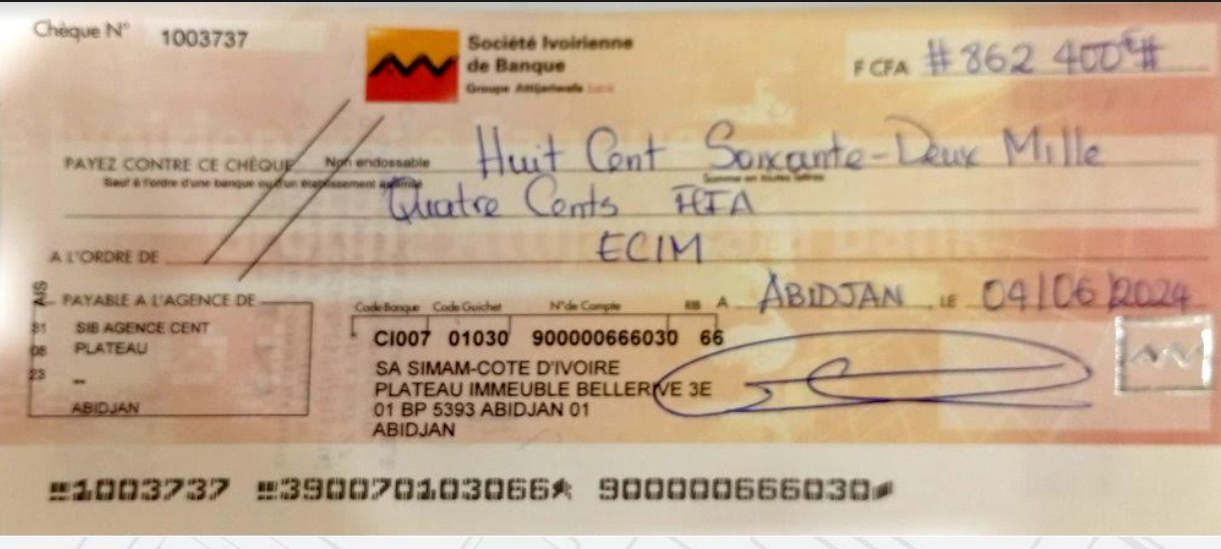 Chèque N° 1003737
Société Ivoirienne
de Banque
Groupe Attijariwafa bank
F CFA # 862 400 F #
PAYEZ CONTRE CE CHÈQUE Non endossable Huit Cent Soixante-Deux Mille
Sauf à l'ordre d'une banque ou d'un établissement assimilé Somme en toutes lettres
Quatre Cents
A L'ORDRE DE ECIM
PAYABLE A L'AGENCE DE
SIB AGENCE CENT
PLATEAU
--
ABIDJAN
Code Banque Code Guichet N° de Compte RIB
CI007 01030 900000666030 66
A ABIDJAN LE 04/06/2024
SA SIMAM-COTE D'IVOIRE
PLATEAU IMMEUBLE BELLERIVE 3E
01 BP 5393 ABIDJAN 01
ABIDJAN
1003737 390070103066 900000666030